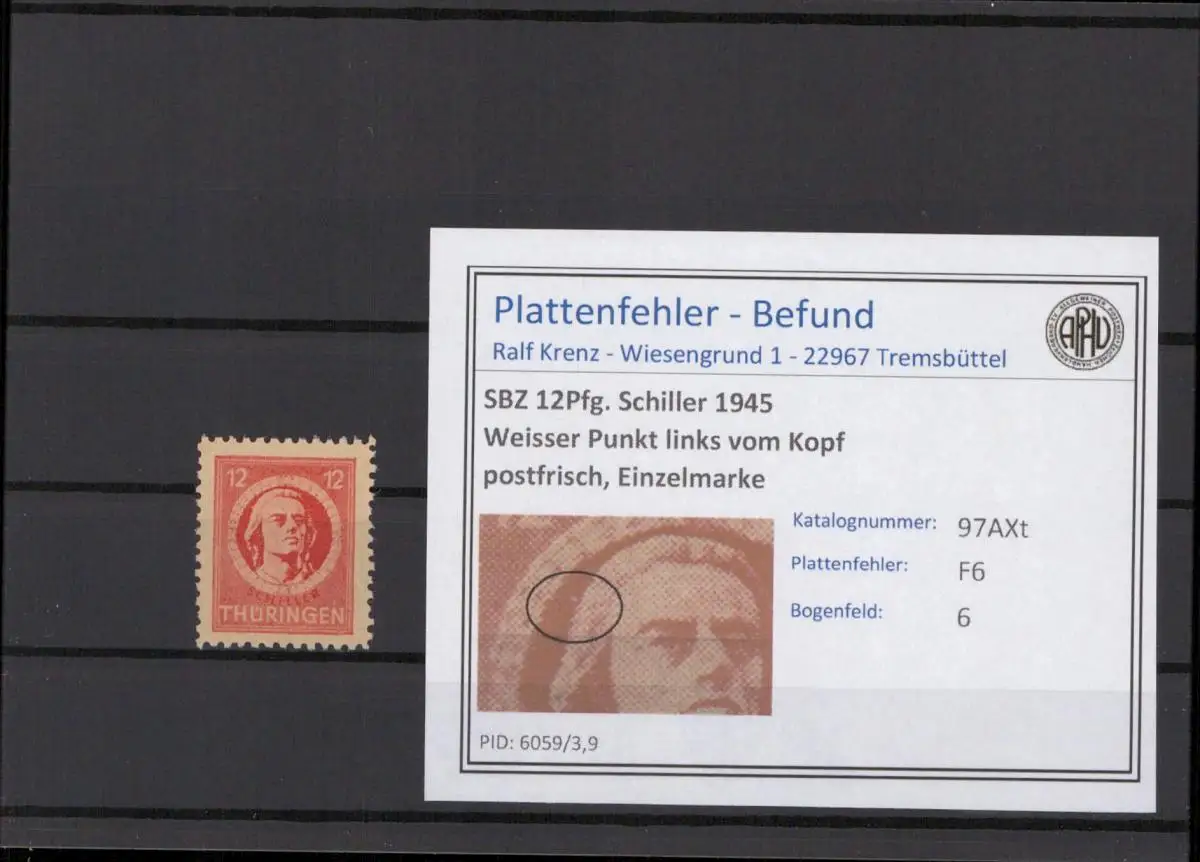 12 12
SCHILLER
THÜRINGEN
Plattenfehler - Befund
Ralf Krenz - Wiesengrund 1 - 22967 Tremsbüttel
APHV
SBZ 12Pfg. Schiller 1945
Weisser Punkt links vom Kopf
postfrisch, Einzelmarke
Katalognummer: 97AXt
Plattenfehler: F6
Bogenfeld: 6
PID: 6059/3,9